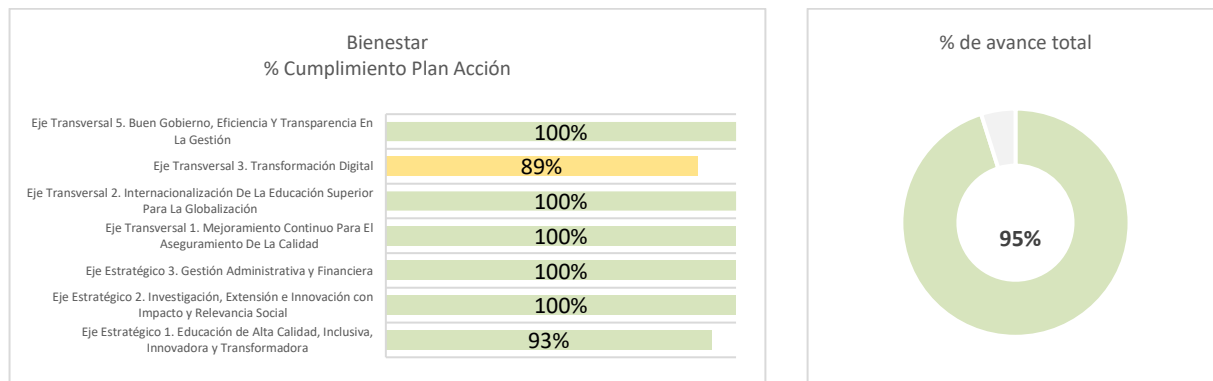 Bienestar
% Cumplimiento Plan Acción
Eje Transversal 5. Buen Gobierno, Eficiencia Y Transparencia En
La Gestión
100%
Eje Transversal 3. Transformación Digital
89%
Eje Transversal 2. Internacionalización De La Educación Superior
Para La Globalización
100%
Eje Transversal 1. Mejoramiento Continuo Para El
Aseguramiento De La Calidad
100%
Eje Estratégico 3. Gestión Administrativa y Financiera
100%
Eje Estratégico 2. Investigación, Extensión e Innovación con
Impacto y Relevancia Social
100%
Eje Estratégico 1. Educación de Alta Calidad, Inclusiva,
Innovadora y Transformadora
93%
% de avance total
95%